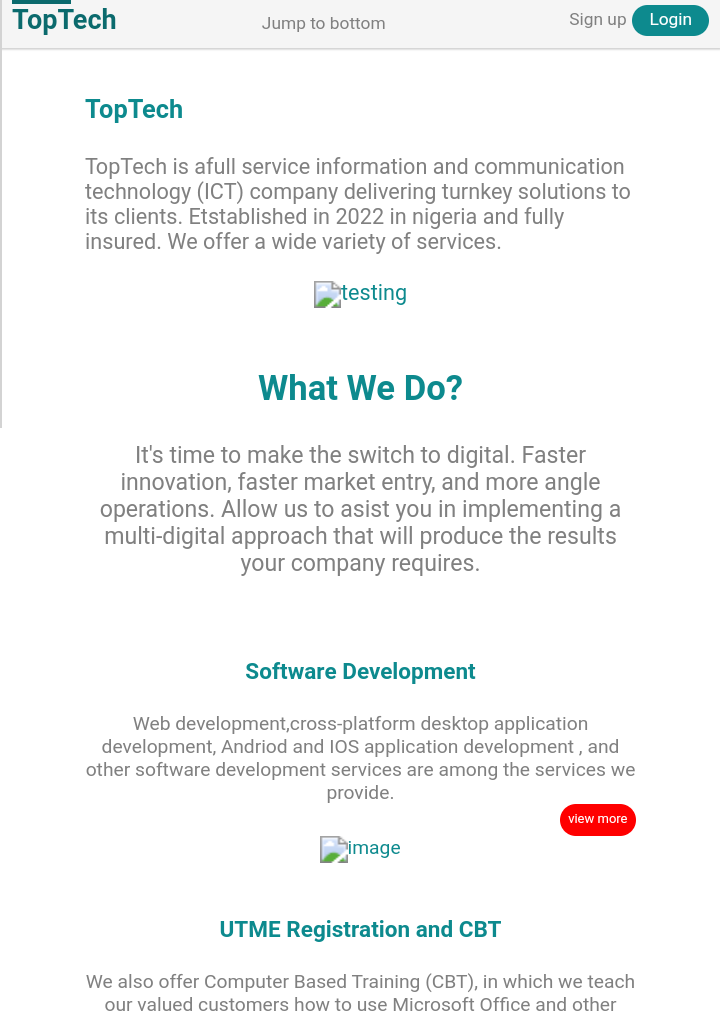 TopTech
Jump to bottom
Sign up
Login
TopTech
TopTech is afull service information and communication
technology (ICT) company delivering turnkey solutions to
its clients. Etstablished in 2022 in nigeria and fully
insured. We offer a wide variety of services.
testing
What We Do?
It's time to make the switch to digital. Faster
innovation, faster market entry, and more angle
operations. Allow us to asist you in implementing a
multi-digital approach that will produce the results
your company requires.
Software Development
Web development,cross-platform desktop application
development, Andriod and IOS application development , and
other software development services are among the services we
provide.
view more
image
UTME Registration and CBT
We also offer Computer Based Training (CBT), in which we teach
our valued customers how to use Microsoft Office and other